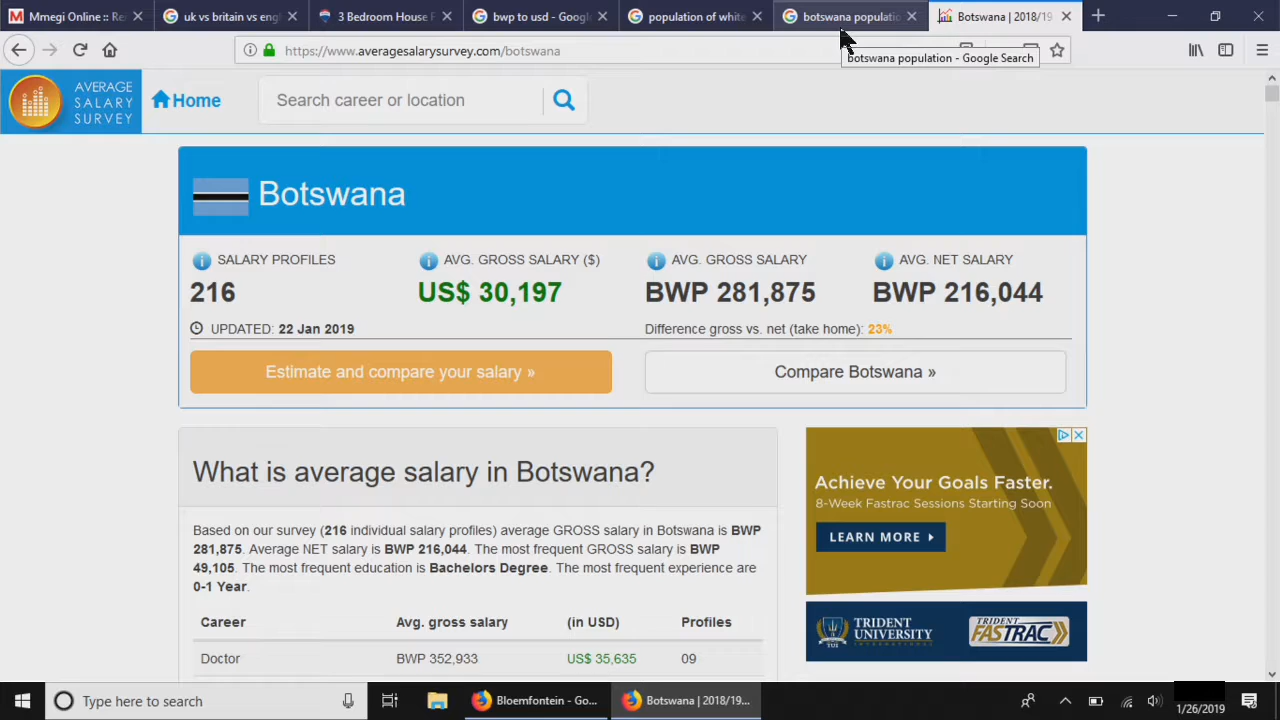 Mmegi Online :: Re
uk vs britain vs eng
3 Bedroom House F
bwp to usd - Googl
population of white
botswana populatio
Botswana | 2018/19
https://www.averagesalarysurvey.com/botswana
botswana population - Google Search
AVERAGE
SALARY
SURVEY
Home
Search career or location
Botswana
SALARY PROFILES
216
AVG. GROSS SALARY ($)
US$ 30,197
AVG. GROSS SALARY
BWP 281,875
AVG. NET SALARY
BWP 216,044
UPDATED: 22 Jan 2019
Difference gross vs. net (take home): 23%
Estimate and compare your salary »
Compare Botswana »
What is average salary in Botswana?
Based on our survey (216 individual salary profiles) average GROSS salary in Botswana is BWP
281,875. Average NET salary is BWP 216,044. The most frequent GROSS salary is BWP
49,105. The most frequent education is Bachelors Degree. The most frequent experience are
0-1 Year.
Career Avg. gross salary (in USD) Profiles
Doctor BWP 352,933 US$ 35,635 09
Achieve Your Goals Faster.
8-Week Fastrac Sessions Starting Soon
LEARN MORE
TRIDENT
UNIVERSITY
INTERNATIONAL
TRIDENT
FASTRAC
Type here to search
Bloemfontein - Go...
Botswana | 2018/19...
1/26/2019